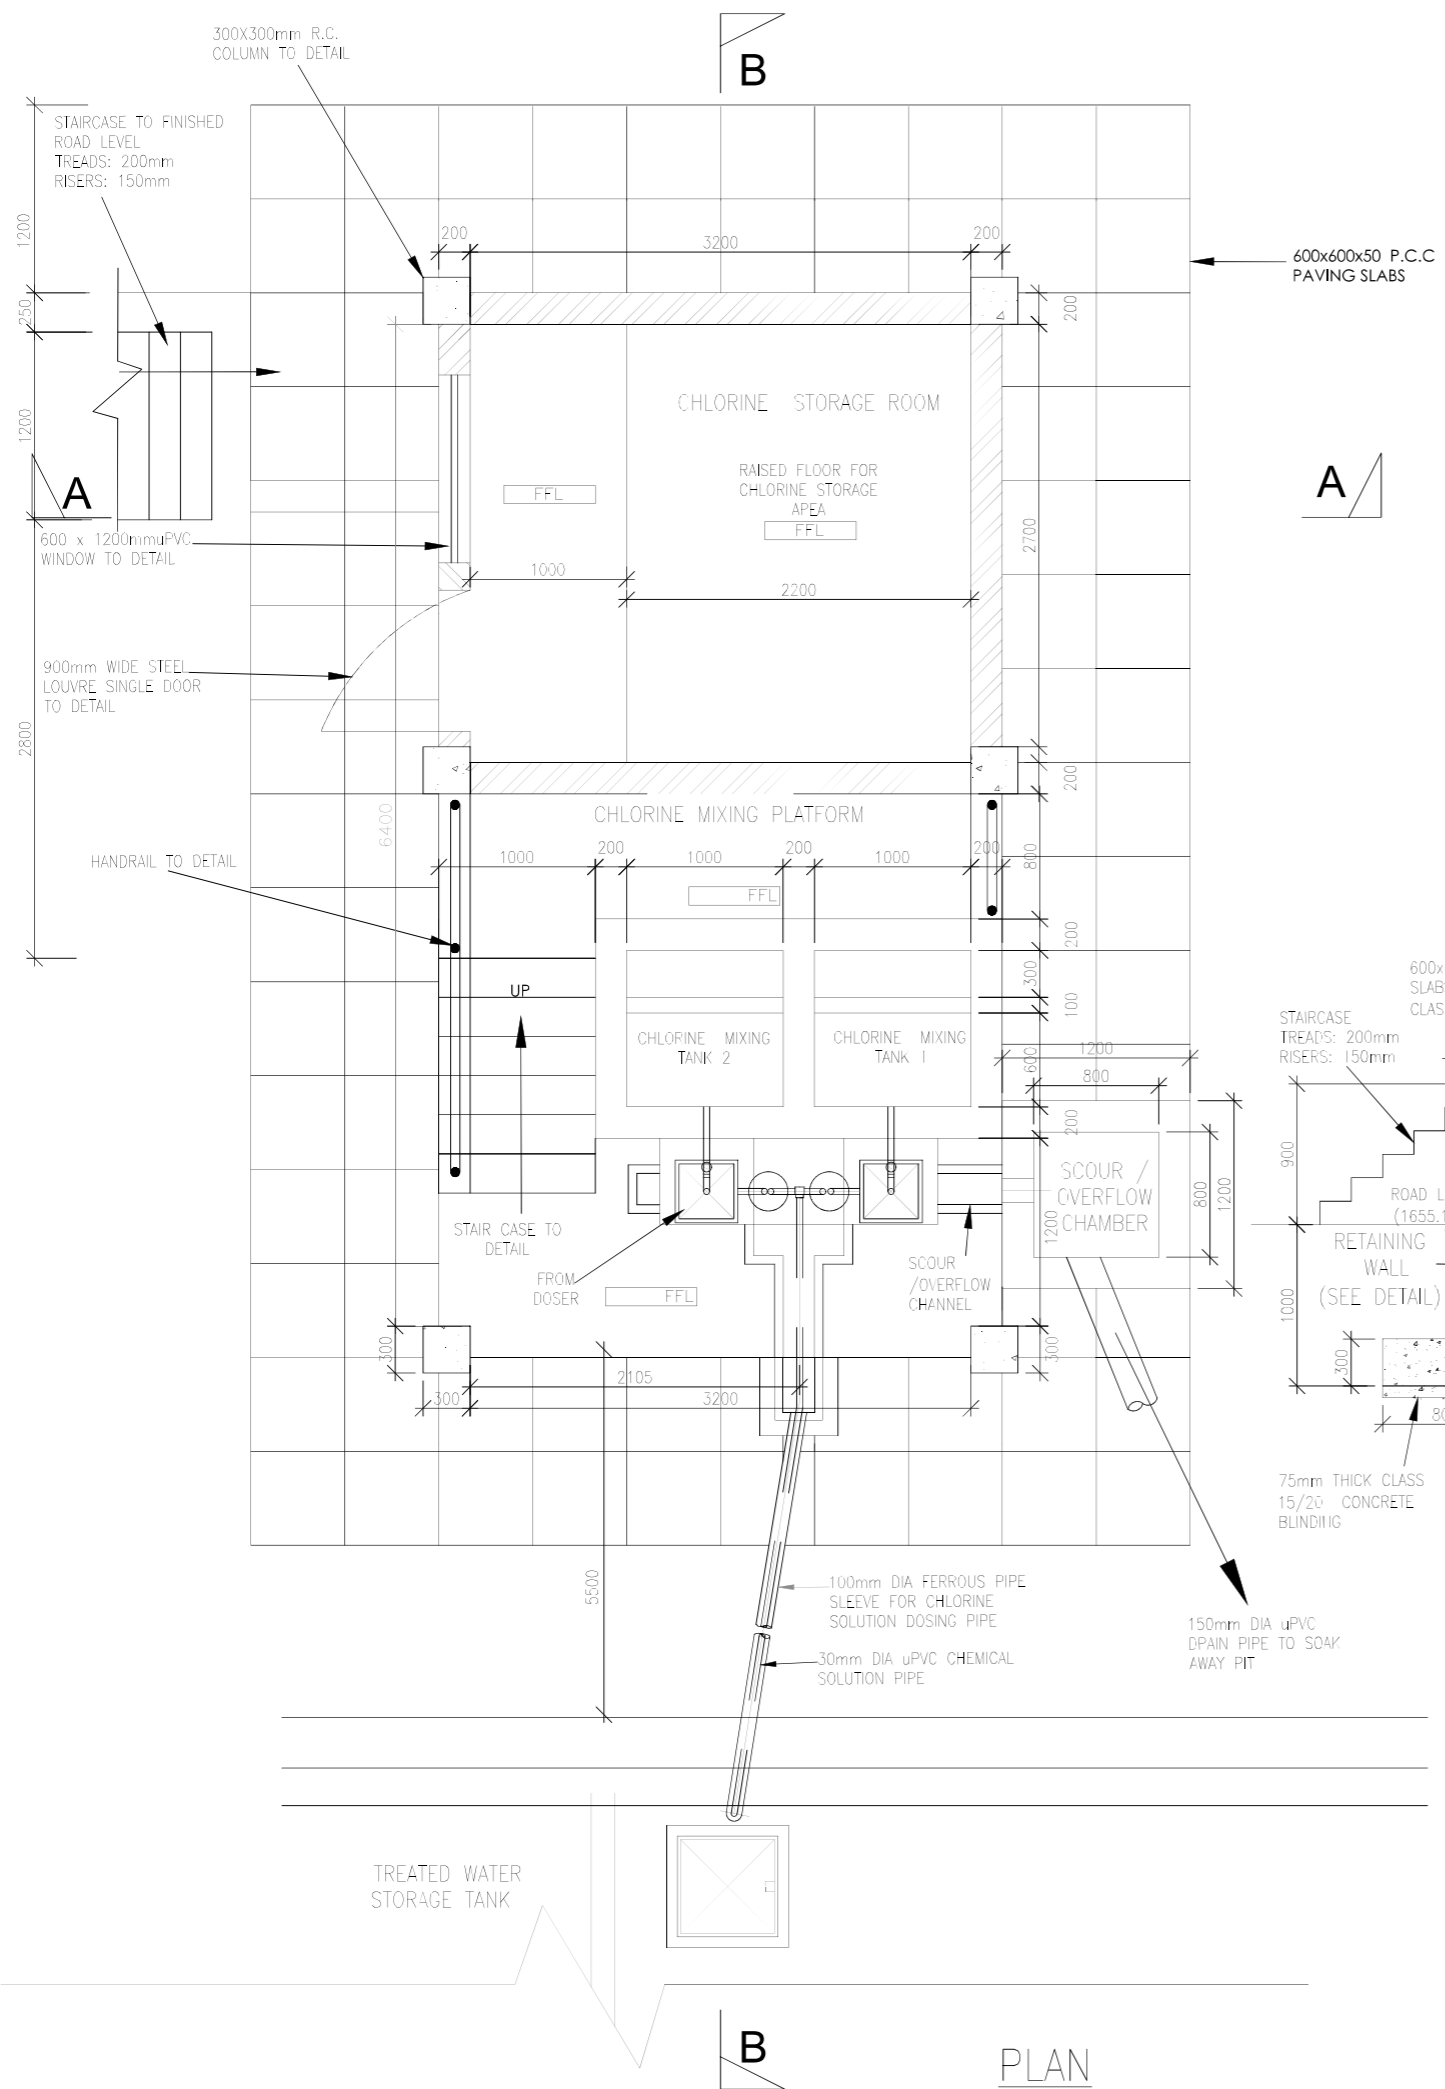 B
300X300mm R.C.
COLUMN TO DETAIL
STAIRCASE TO FINISHED
ROAD LEVEL
TREADS: 200mm
RISERS: 150mm
1200
200
3200
200
600x600x50 P.C.C
PAVING SLABS
250
200
1200
CHLORINE STORAGE ROOM
RAISED FLOOR FOR
CHLORINE STORAGE
APEA
FFL
FFL
A
A
600 x 1200mmuPVC
WINDOW TO DETAIL
2700
1000
2200
900mm WIDE STEEL
LOUVRE SINGLE DOOR
TO DETAIL
2800
200
6400
CHLORINE MIXING PLATFORM
HANDRAIL TO DETAIL
1000
200
1000
200
1000
200
800
FFL
200
300
100
600
200
UP
CHLORINE MIXING
TANK 2
CHLORINE MIXING
TANK 1
1200
800
600x
SLAB
CLAS
STAIRCASE
TREADS: 200mm
RISERS: 150mm
900
SCOUR /
OVERFLOW
CHAMBER
800
1200
1200
ROAD L
(1655.1
RETAINING
WALL
(SEE DETAIL)
1000
STAIR CASE TO
DETAIL
FROM
DOSER
SCOUR
/OVERFLOW
CHANNEL
FFL
300
300
300
2105
300
3200
80
75mm THICK CLASS
15/20 CONCRETE
BLINDING
5500
100mm DIA FERROUS PIPE
SLEEVE FOR CHLORINE
SOLUTION DOSING PIPE
30mm DIA uPVC CHEMICAL
SOLUTION PIPE
150mm DIA uPVC
DPAIN PIPE TO SOAK
AWAY PIT
TREATED WATER
STORAGE TANK
B
PLAN